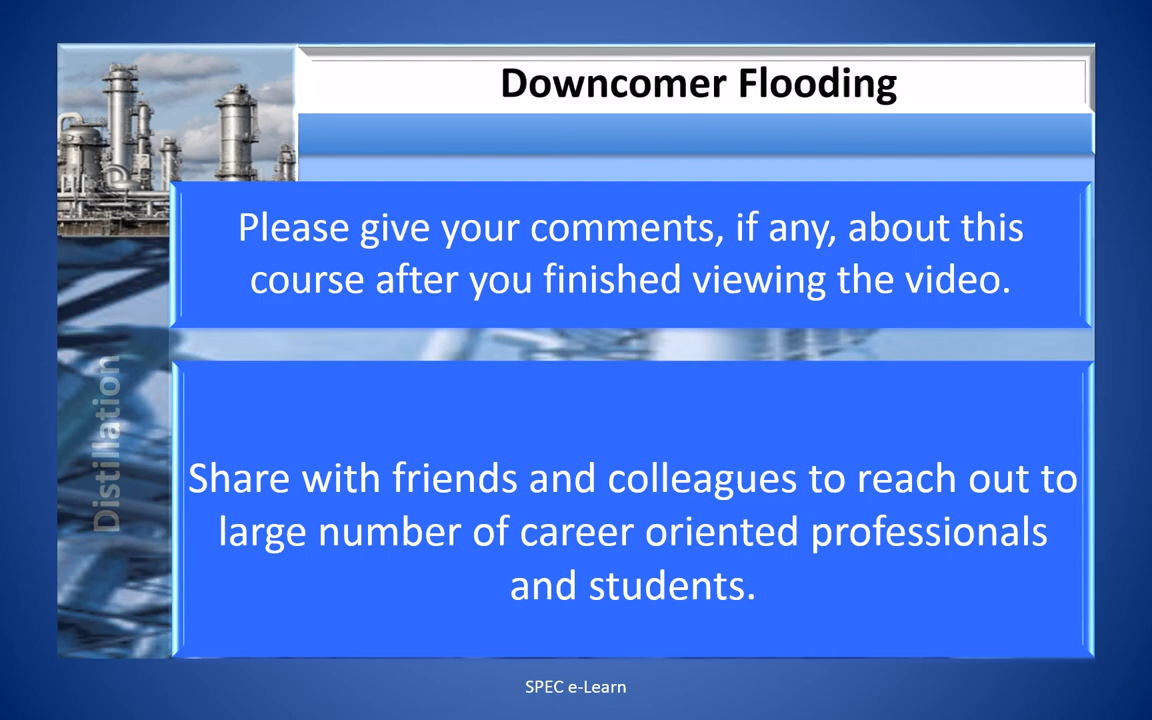 Downcomer Flooding
Please give your comments, if any, about this
course after you finished viewing the video.
Distillation
Share with friends and colleagues to reach out to
large number of career oriented professionals
and students.
SPEC e-Learn